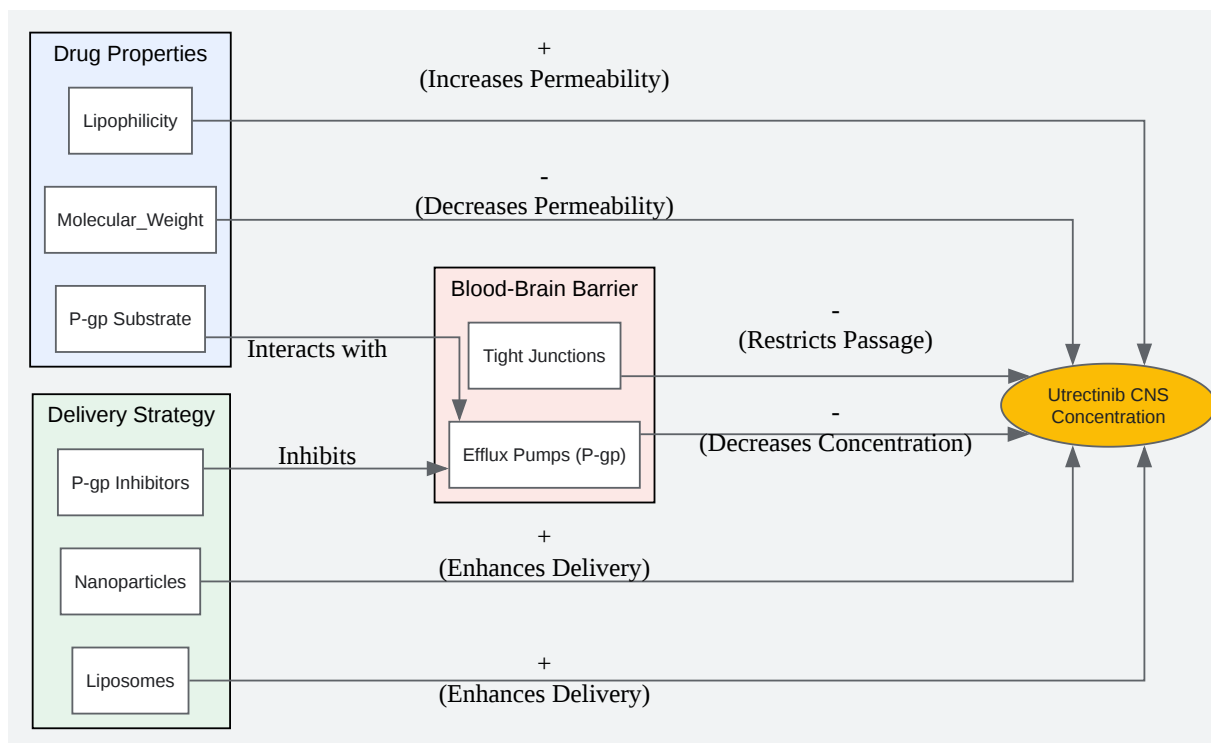 Drug Properties
Lipophilicity
Molecular_Weight
P-gp Substrate
+
(Increases Permeability)
-
(Decreases Permeability)
Interacts with
Blood-Brain Barrier
Tight Junctions
Efflux Pumps (P-gp)
-
(Restricts Passage)
-
(Decreases Concentration)
Utrectinib CNS
Concentration
Delivery Strategy
P-gp Inhibitors
Nanoparticles
Liposomes
Inhibits
+
(Enhances Delivery)
+
(Enhances Delivery)